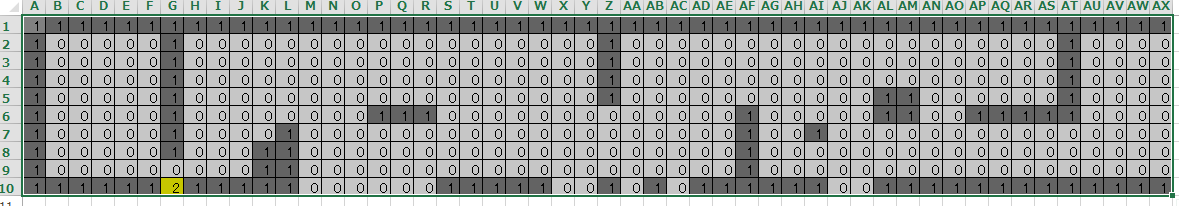 A B C D E F G H I J K L M N O P Q R S T U V W X Y Z AA AB AC AD AE AF AG AH AI AJ AK AL AM AN AO AP AQ AR AS AT AU AV AW AX
1 1 1 1 1 1 1 1 1 1 1 1 1 1 1 1 1 1 1 1 1 1 1 1 1 1 1 1 1 1 1 1 1 1 1 1 1 1 1 1 1 1 1 1 1 1 1 1 1 1 1
2 1 0 0 0 0 0 1 0 0 0 0 0 0 0 0 0 0 0 0 0 0 0 0 0 0 0 1 0 0 0 0 0 0 0 0 0 0 0 0 0 0 0 0 0 0 0 1 0 0 0 0
3 1 0 0 0 0 0 1 0 0 0 0 0 0 0 0 0 0 0 0 0 0 0 0 0 0 0 1 0 0 0 0 0 0 0 0 0 0 0 0 0 0 0 0 0 0 0 1 0 0 0 0
4 1 0 0 0 0 0 1 0 0 0 0 0 0 0 0 0 0 0 0 0 0 0 0 0 0 0 1 0 0 0 0 0 0 0 0 0 0 0 0 0 0 0 0 0 0 0 1 0 0 0 0
5 1 0 0 0 0 0 1 0 0 0 0 0 0 0 0 0 0 0 0 0 0 0 0 0 0 0 1 0 0 0 0 0 0 0 0 0 0 0 1 1 0 0 0 0 0 0 1 0 0 0 0
6 1 0 0 0 0 0 1 0 0 0 0 0 0 0 0 0 1 1 1 0 0 0 0 0 0 0 0 0 0 0 0 0 1 0 0 0 0 0 1 1 0 0 1 1 1 1 1 0 0 0 0
7 1 0 0 0 0 0 1 0 0 0 0 1 0 0 0 0 0 0 0 0 0 0 0 0 0 0 0 0 0 0 0 0 1 0 0 1 0 0 0 0 0 0 0 0 0 0 0 0 0 0 0
8 1 0 0 0 0 0 1 0 0 0 1 1 0 0 0 0 0 0 0 0 0 0 0 0 0 0 0 0 0 0 0 0 1 0 0 0 0 0 0 0 0 0 0 0 0 0 0 0 0 0 0
9 1 0 0 0 0 0 0 0 0 0 1 1 0 0 0 0 0 0 0 0 0 0 0 0 0 0 0 0 0 0 0 0 1 0 0 0 0 0 0 0 0 0 0 0 0 0 0 0 0 0 0
10 1 1 1 1 1 1 2 1 1 1 1 1 0 0 0 0 0 0 1 1 1 1 1 0 0 1 0 1 0 1 1 1 1 1 1 0 0 1 1 1 1 1 1 1 1 1 1 1 1 1